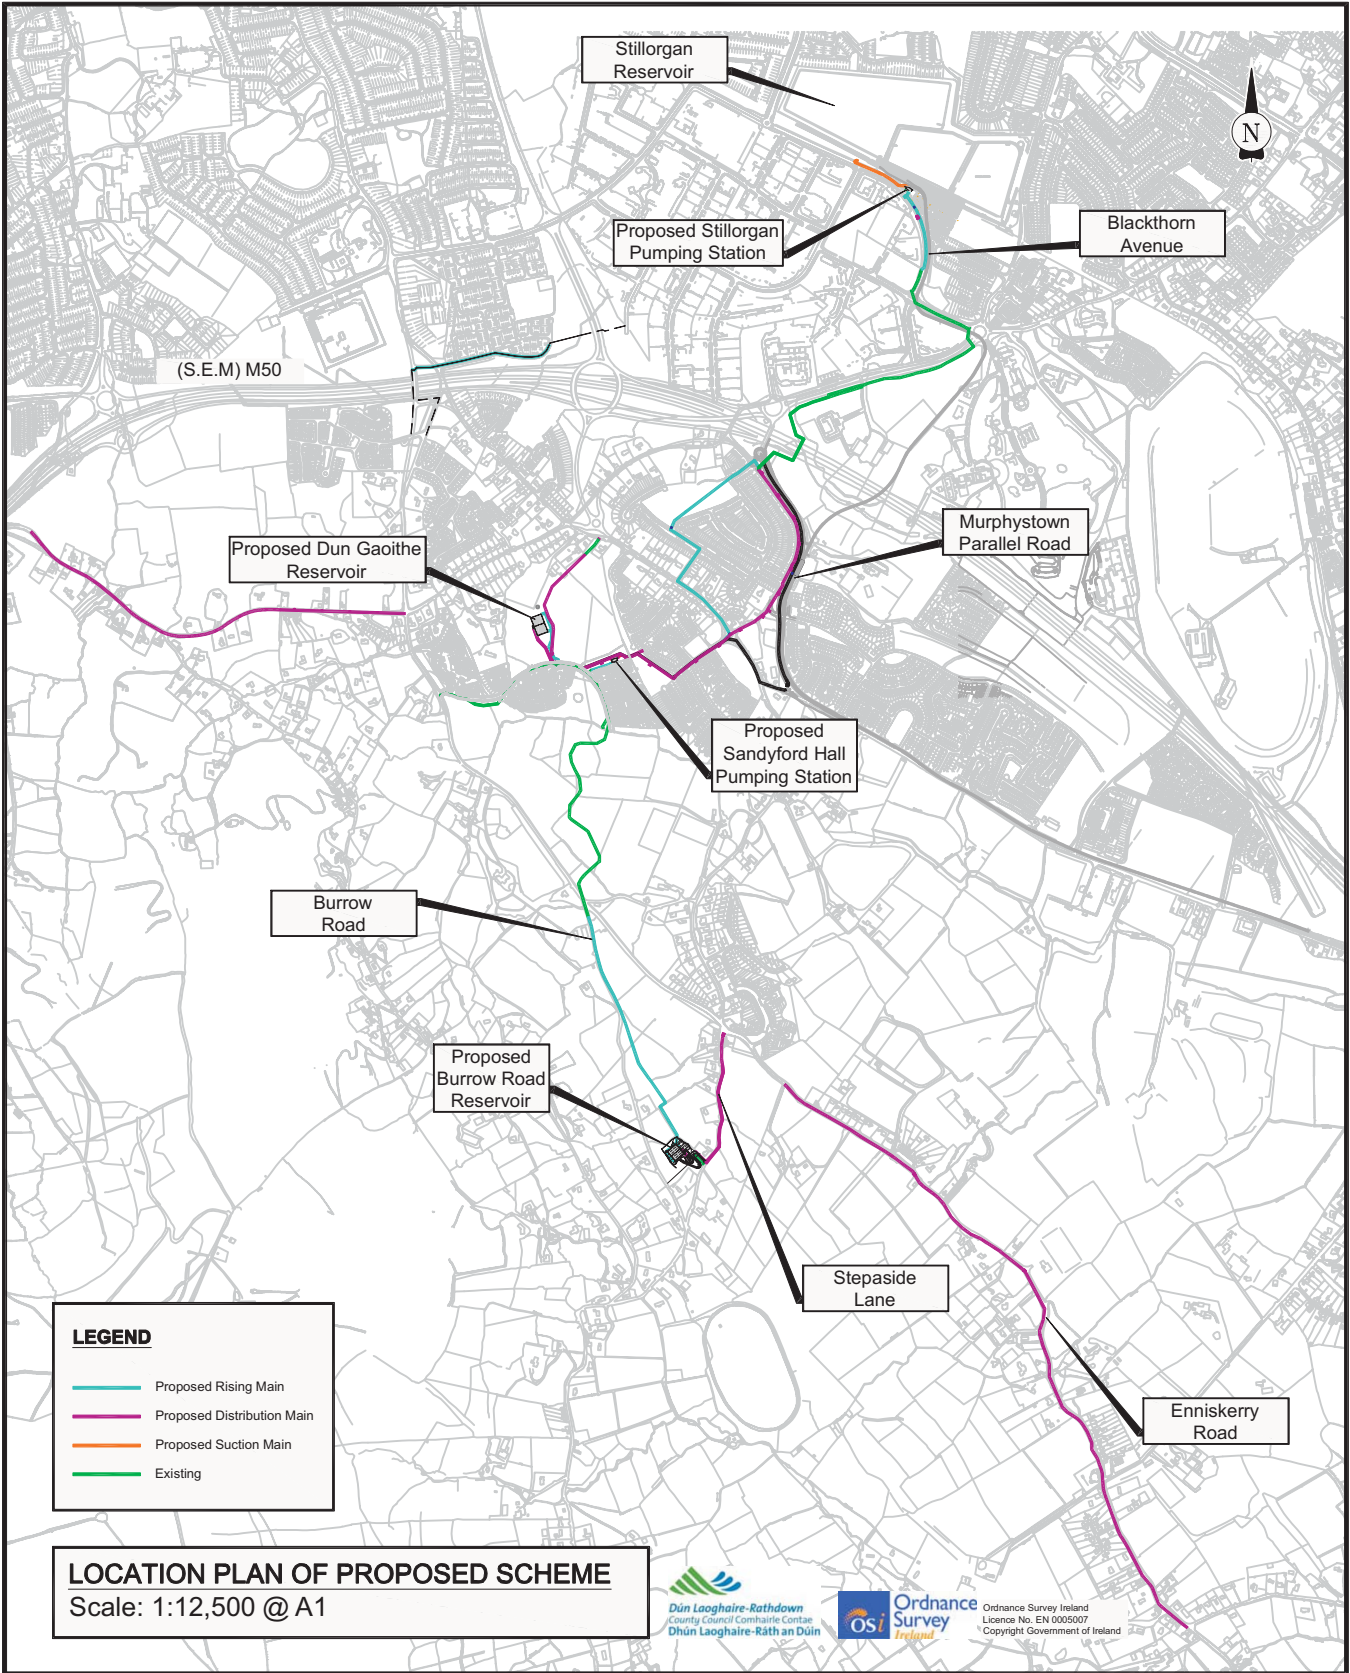 Stillorgan
Reservoir
N
Proposed Stillorgan
Pumping Station
Blackthorn
Avenue
(S.E.M) M50
Murphystown
Parallel Road
Proposed Dun Gaoithe
Reservoir
Proposed
Sandyford Hall
Pumping Station
Burrow
Road
Proposed
Burrow Road
Reservoir
Stepaside
Lane
Enniskerry
Road
LEGEND
Proposed Rising Main
Proposed Distribution Main
Proposed Suction Main
Existing
LOCATION PLAN OF PROPOSED SCHEME
Scale: 1:12,500 @ A1
Dún Laoghaire-Rathdown
County Council Comhairle Contae
Dhún Laoghaire-Ráth an Dúin
OSi
Ordnance
Survey
Ireland
Ordnance Survey Ireland
Licence No. EN 0005007
Copyright Government of Ireland